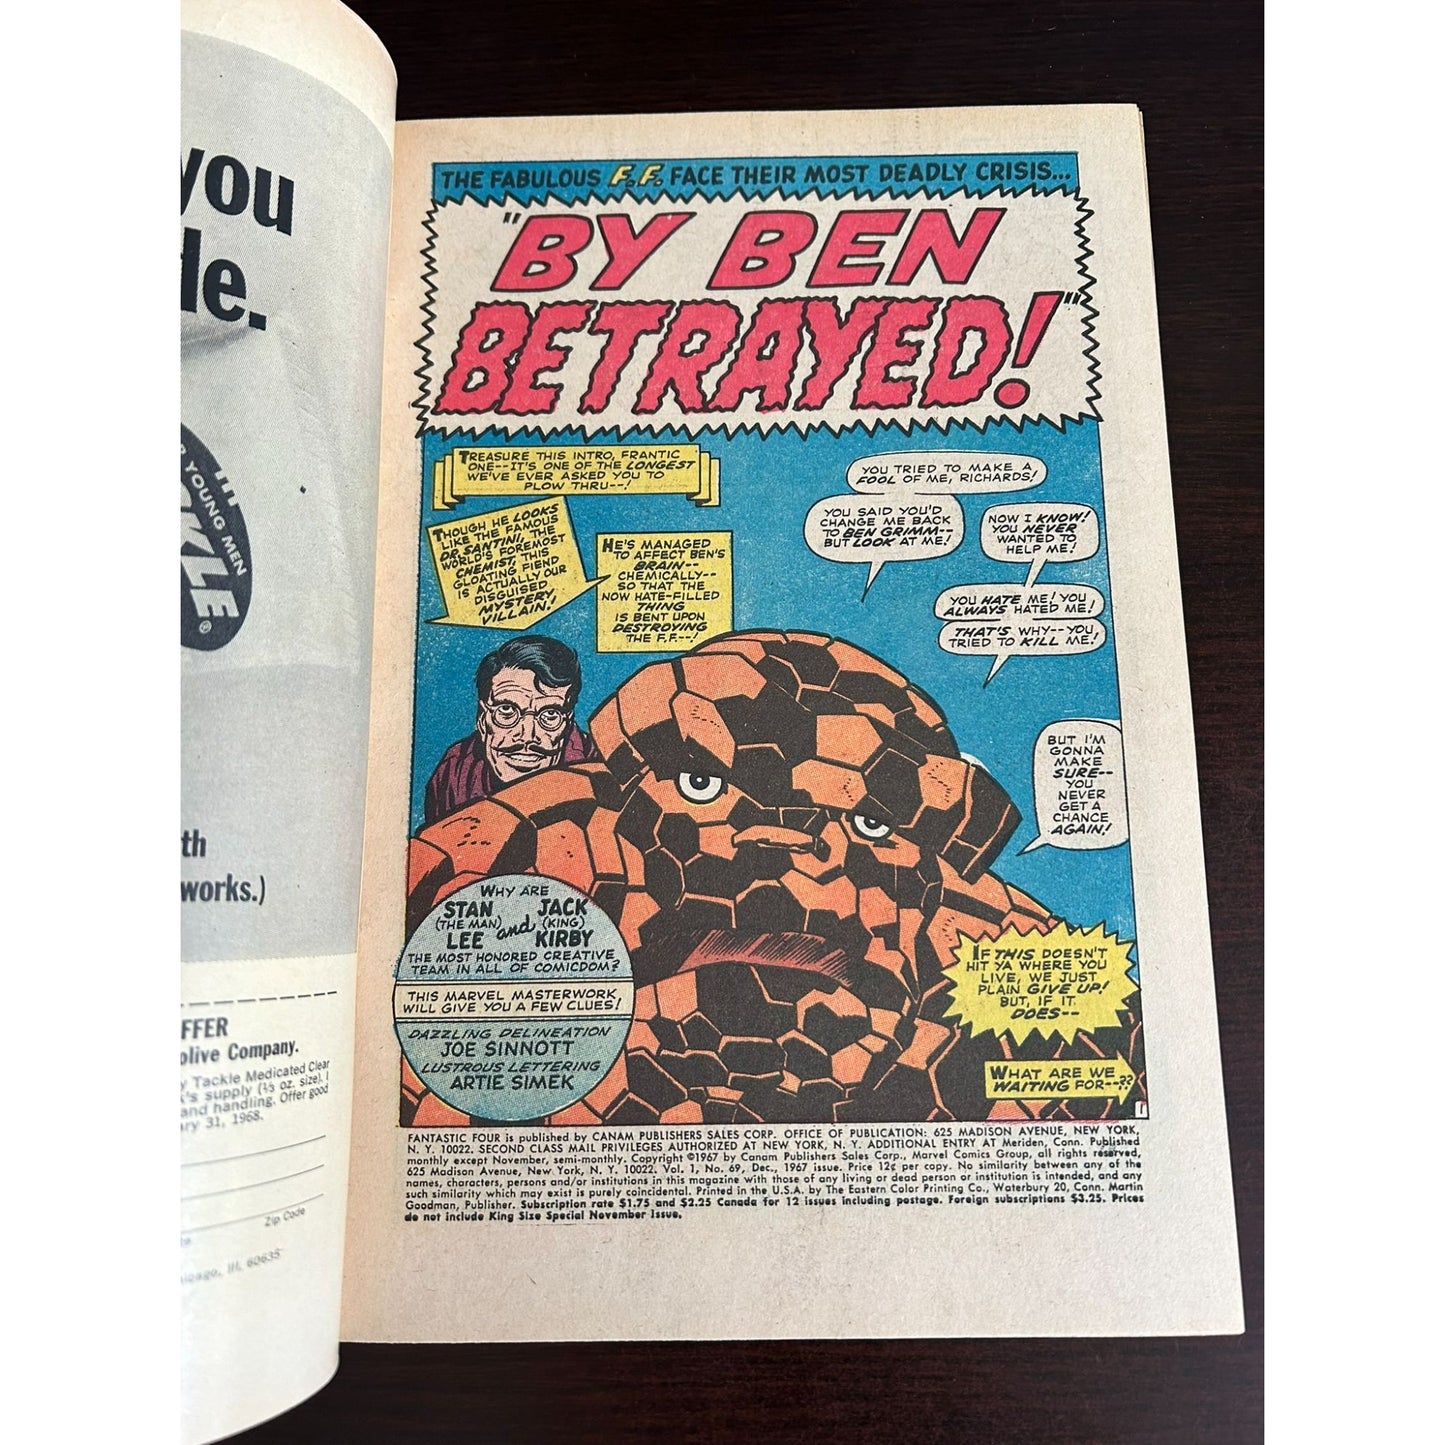 you
le.
FOR YOUNG MEN
KLE
®
th
works.)
FFER
olive Company.
y Tackle Medicated Clear
's supply (⅓ oz. size).
and handling. Offer good
ry 31, 1968.
Zip Code
icago, Ill. 60635
THE FABULOUS F.F. FACE THEIR MOST DEADLY CRISIS...
"BY BEN
BETRAYED!"
TREASURE THIS INTRO, FRANTIC
ONE--IT'S ONE OF THE LONGEST
WE'VE EVER ASKED YOU TO
PLOW THRU--!
THOUGH HE LOOKS
LIKE THE FAMOUS
DR. SANTINI, THE
WORLD'S FOREMOST
CHEMIST, THIS
GLOATING FIEND
IS ACTUALLY OUR
DISGUISED
MYSTERY
VILLAIN!
HE'S MANAGED
TO AFFECT BEN'S
BRAIN--
CHEMICALLY--
SO THAT THE
NOW HATE-FILLED
THING
IS BENT UPON
DESTROYING
THE F.F.--!
YOU TRIED TO MAKE A
FOOL OF ME, RICHARDS!
YOU SAID YOU'D
CHANGE ME BACK
TO BEN GRIMM--
BUT LOOK AT ME!
NOW I KNOW!
YOU NEVER
WANTED TO
HELP ME!
YOU HATE ME! YOU
ALWAYS HATED ME!
THAT'S WHY--YOU
TRIED TO KILL ME!
BUT I'M
GONNA
MAKE
SURE--
YOU
NEVER
GET A
CHANCE
AGAIN!
WHY ARE
STAN (THE MAN) LEE and JACK (KING) KIRBY
THE MOST HONORED CREATIVE
TEAM IN ALL OF COMICDOM?
THIS MARVEL MASTERWORK
WILL GIVE YOU A FEW CLUES!
DAZZLING DELINEATION
JOE SINNOTT
LUSTROUS LETTERING
ARTIE SIMEK
IF THIS DOESN'T
HIT YA WHERE YOU
LIVE, WE JUST
PLAIN GIVE UP!
BUT, IF IT
DOES--
WHAT ARE WE
WAITING FOR--??
1
FANTASTIC FOUR is published by CANAM PUBLISHERS SALES CORP. OFFICE OF PUBLICATION: 625 MADISON AVENUE, NEW YORK,
N. Y. 10022. SECOND CLASS MAIL PRIVILEGES AUTHORIZED AT NEW YORK, N. Y. ADDITIONAL ENTRY AT Meriden, Conn. Published
monthly except November, semi-monthly. Copyright ©1967 by Canam Publishers Sales Corp., Marvel Comics Group, all rights reserved,
625 Madison Avenue, New York, N. Y. 10022. Vol. 1, No. 69, Dec., 1967 issue. Price 12¢ per copy. No similarity between any of the
names, characters, persons and/or institutions in this magazine with those of any living or dead person or institution is intended, and any
such similarity which may exist is purely coincidental. Printed in the U.S.A. by The Eastern Color Printing Co., Waterbury 20, Conn. Martin
Goodman, Publisher. Subscription rate $1.75 and $2.25 Canada for 12 issues including postage. Foreign subscriptions $3.25. Prices
do not include King Size Special November Issue.